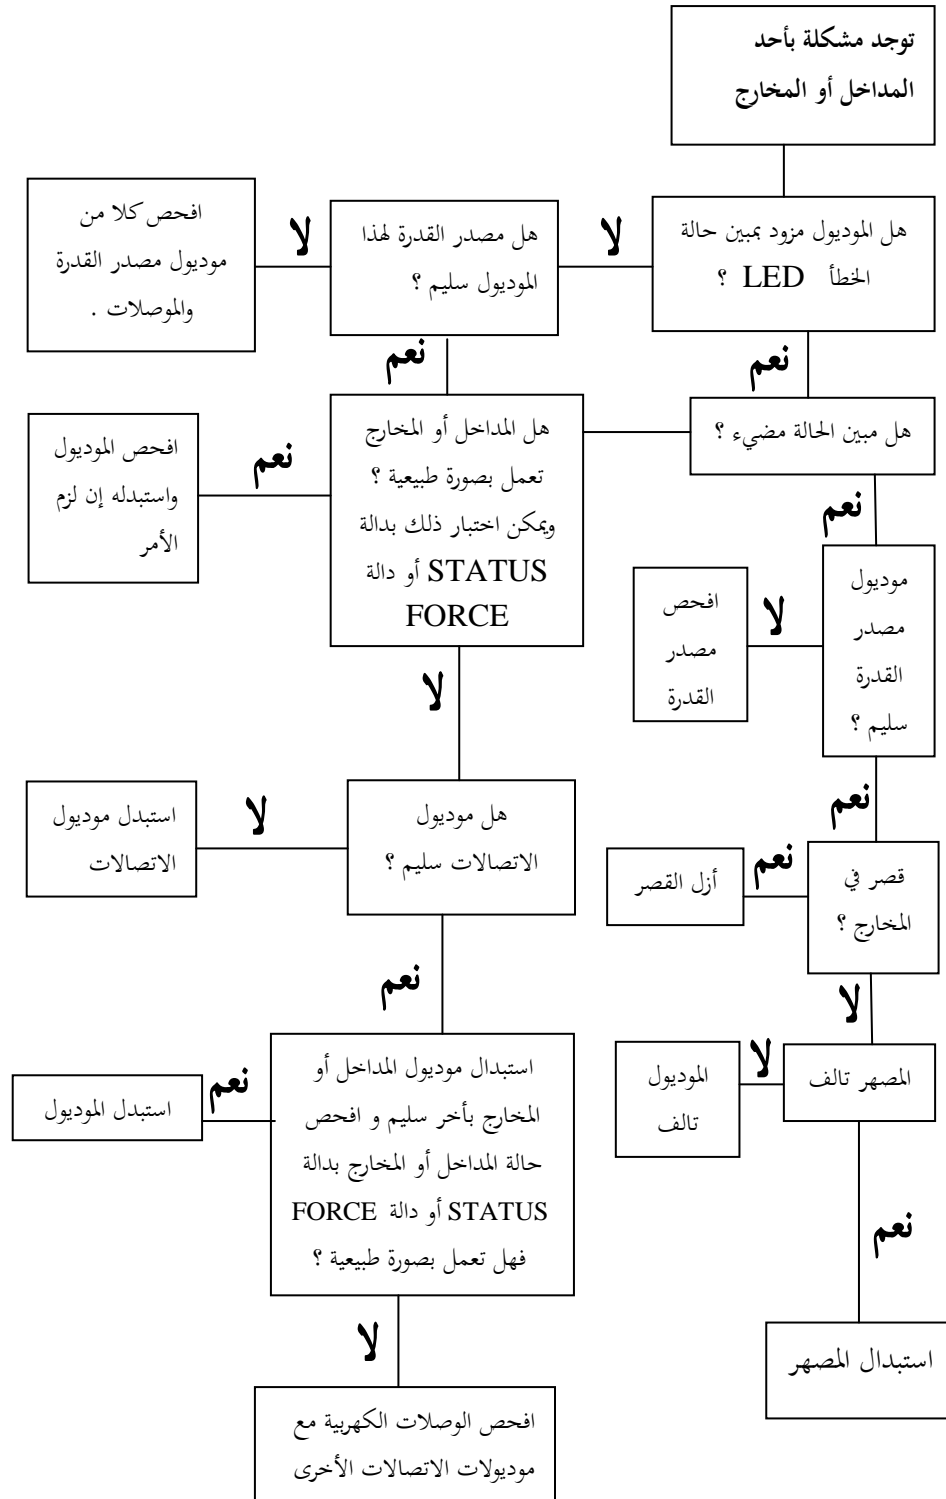 توجد مشكلة بأحد
المداخل أو المخارج
هل الموديول مزود بمبين حالة
الخطأ LED ؟
لا
هل مصدر القدرة لهذا
الموديول سليم ؟
لا
افحص كلا من
موديول مصدر القدرة
والموصلات .
نعم
نعم
هل مبين الحالة مضيء ؟
هل المداخل أو المخارج
تعمل بصورة طبيعية ؟
ويمكن اختبار ذلك بدالة
STATUS أو دالة
FORCE
نعم
افحص الموديول
واستبدله إن لزم
الأمر
نعم
موديول
مصدر
القدرة
سليم ؟
لا
افحص
مصدر
القدرة
لا
نعم
هل موديول
الاتصالات سليم ؟
لا
استبدل موديول
الاتصالات
قصر في
المخارج ؟
نعم
أزل القصر
نعم
لا
المصهر تالف
لا
الموديول
تالف
استبدال موديول المداخل أو
المخارج بأخر سليم و افحص
حالة المداخل أو المخارج بدالة
STATUS أو دالة FORCE
فهل تعمل بصورة طبيعية ؟
نعم
استبدل الموديول
نعم
استبدال المصهر
لا
افحص الوصلات الكهربية مع
موديولات الاتصالات الأخرى